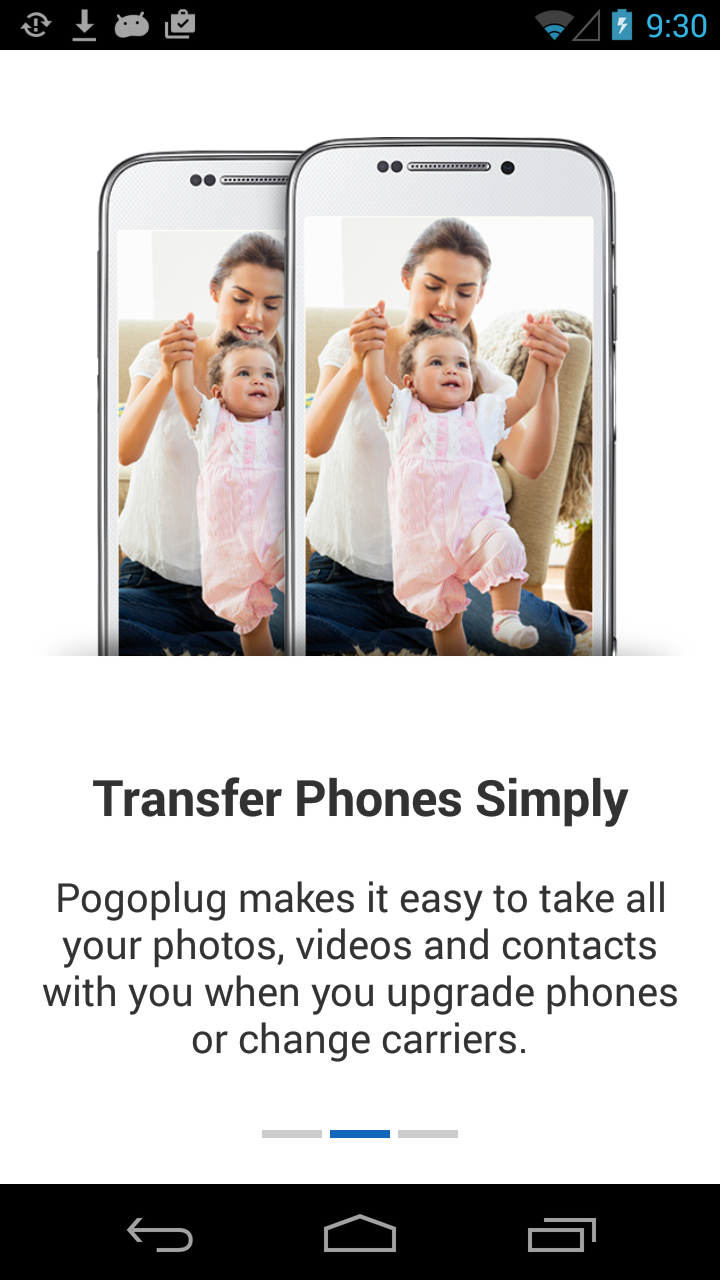 9:30
Transfer Phones Simply
Pogoplug makes it easy to take all
your photos, videos and contacts
with you when you upgrade phones
or change carriers.